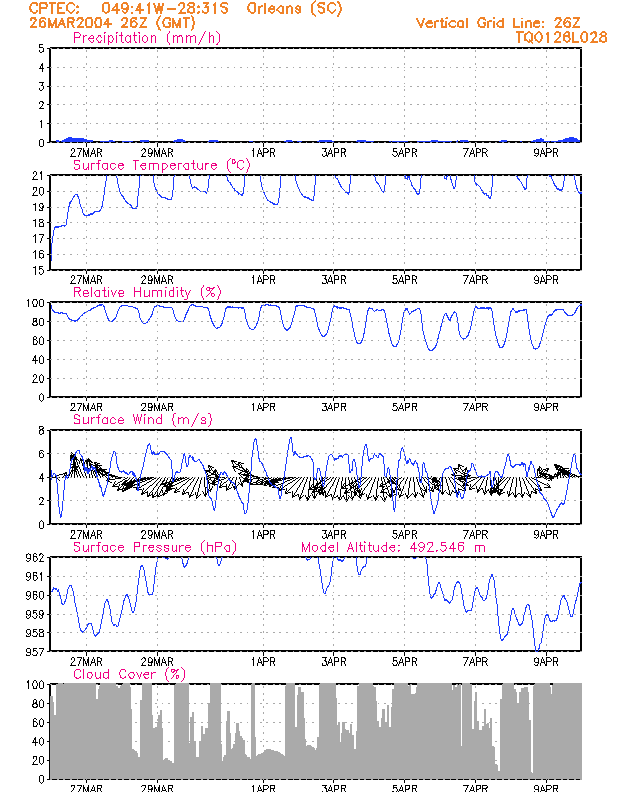 CPTEC: 049:41W-28:31S Orleans (SC)
26MAR2004 26Z (GMT) Vertical Grid Line: 26Z
Precipitation (mm/h) TQ0126L028
5
4
3
2
1
0
27MAR 29MAR 1APR 3APR 5APR 7APR 9APR
Surface Temperature (°C)
21
20
19
18
17
16
15
27MAR 29MAR 1APR 3APR 5APR 7APR 9APR
Relative Humidity (%)
100
80
60
40
20
0
27MAR 29MAR 1APR 3APR 5APR 7APR 9APR
Surface Wind (m/s)
8
6
4
2
0
27MAR 29MAR 1APR 3APR 5APR 7APR 9APR
Surface Pressure (hPa) Model Altitude: 492.546 m
962
961
960
959
958
957
27MAR 29MAR 1APR 3APR 5APR 7APR 9APR
Cloud Cover (%)
100
80
60
40
20
0
27MAR 29MAR 1APR 3APR 5APR 7APR 9APR